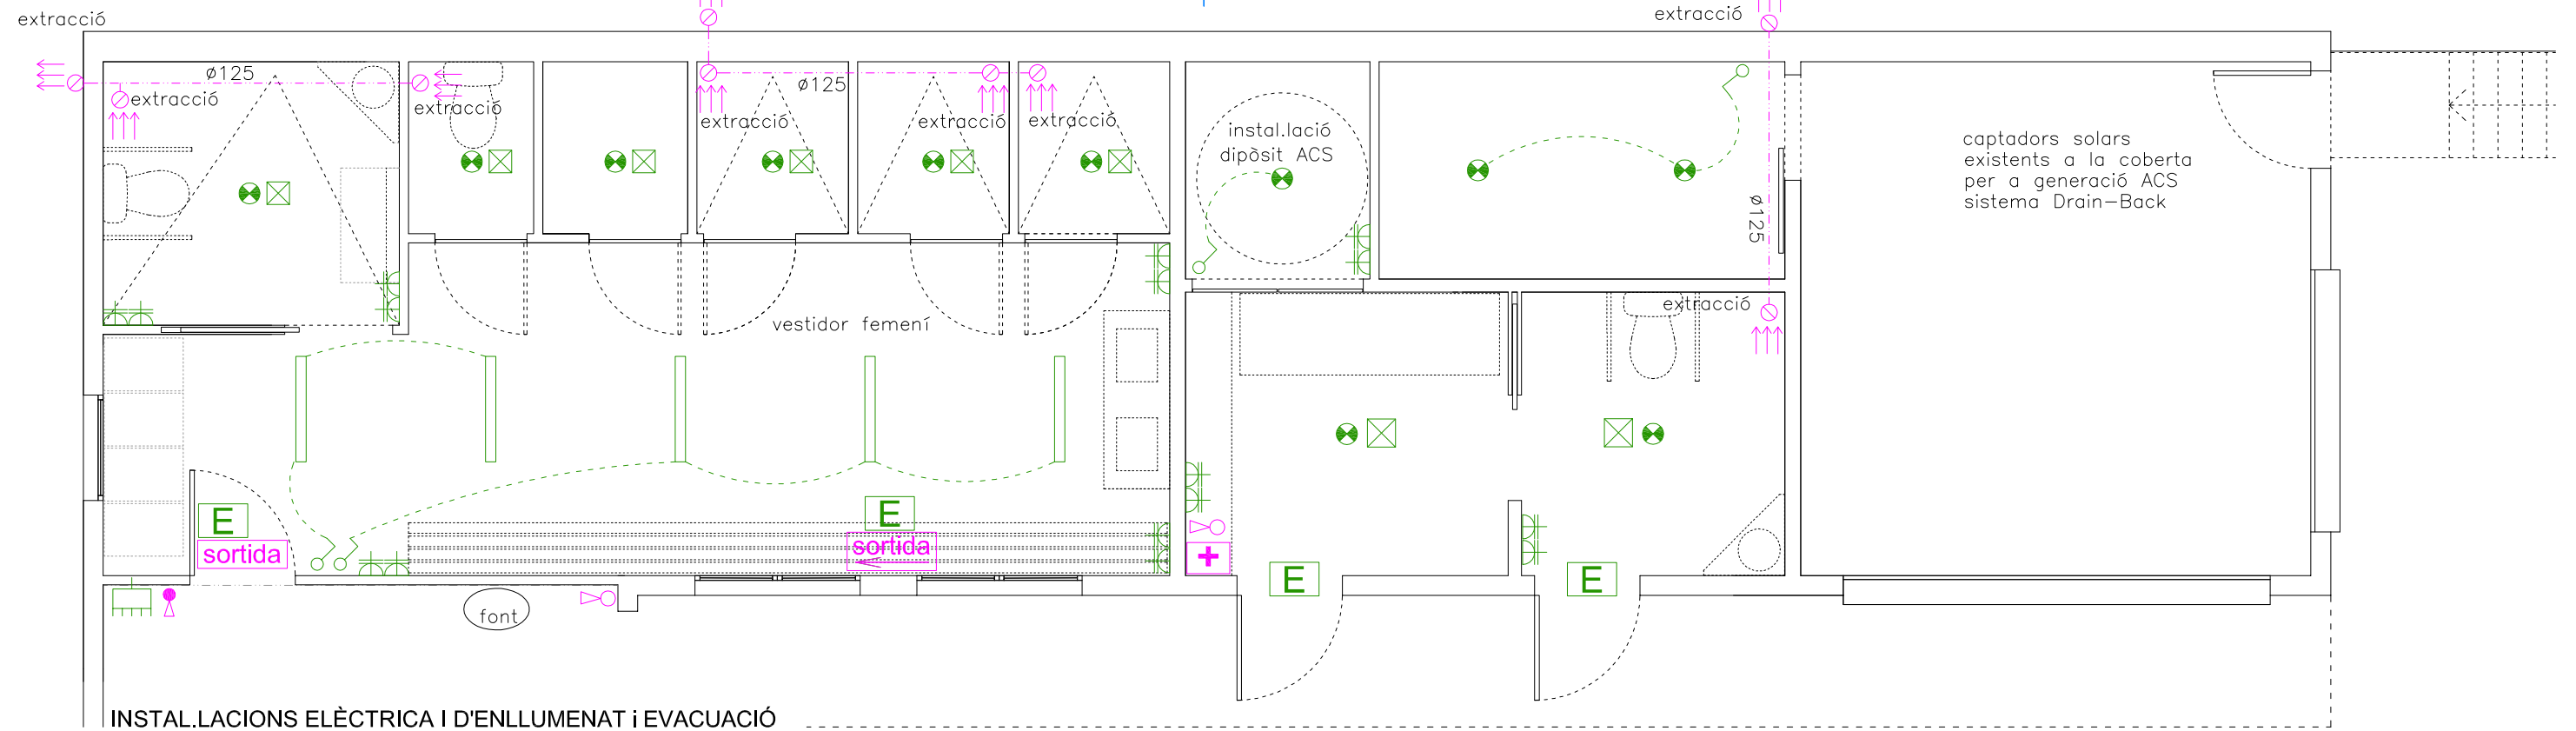 extracció
extracció
ø125
extracció
extracció
ø125
extracció
extracció
extracció
instal.lació
dipòsit ACS
captadors solars
existents a la coberta
per a generació ACS
sistema Drain-Back
ø125
extracció
vestidor femení
E
sortida
E
sortida
+
E
E
font
INSTAL.LACIONS ELÈCTRICA I D'ENLLUMENAT i EVACUACIÓ